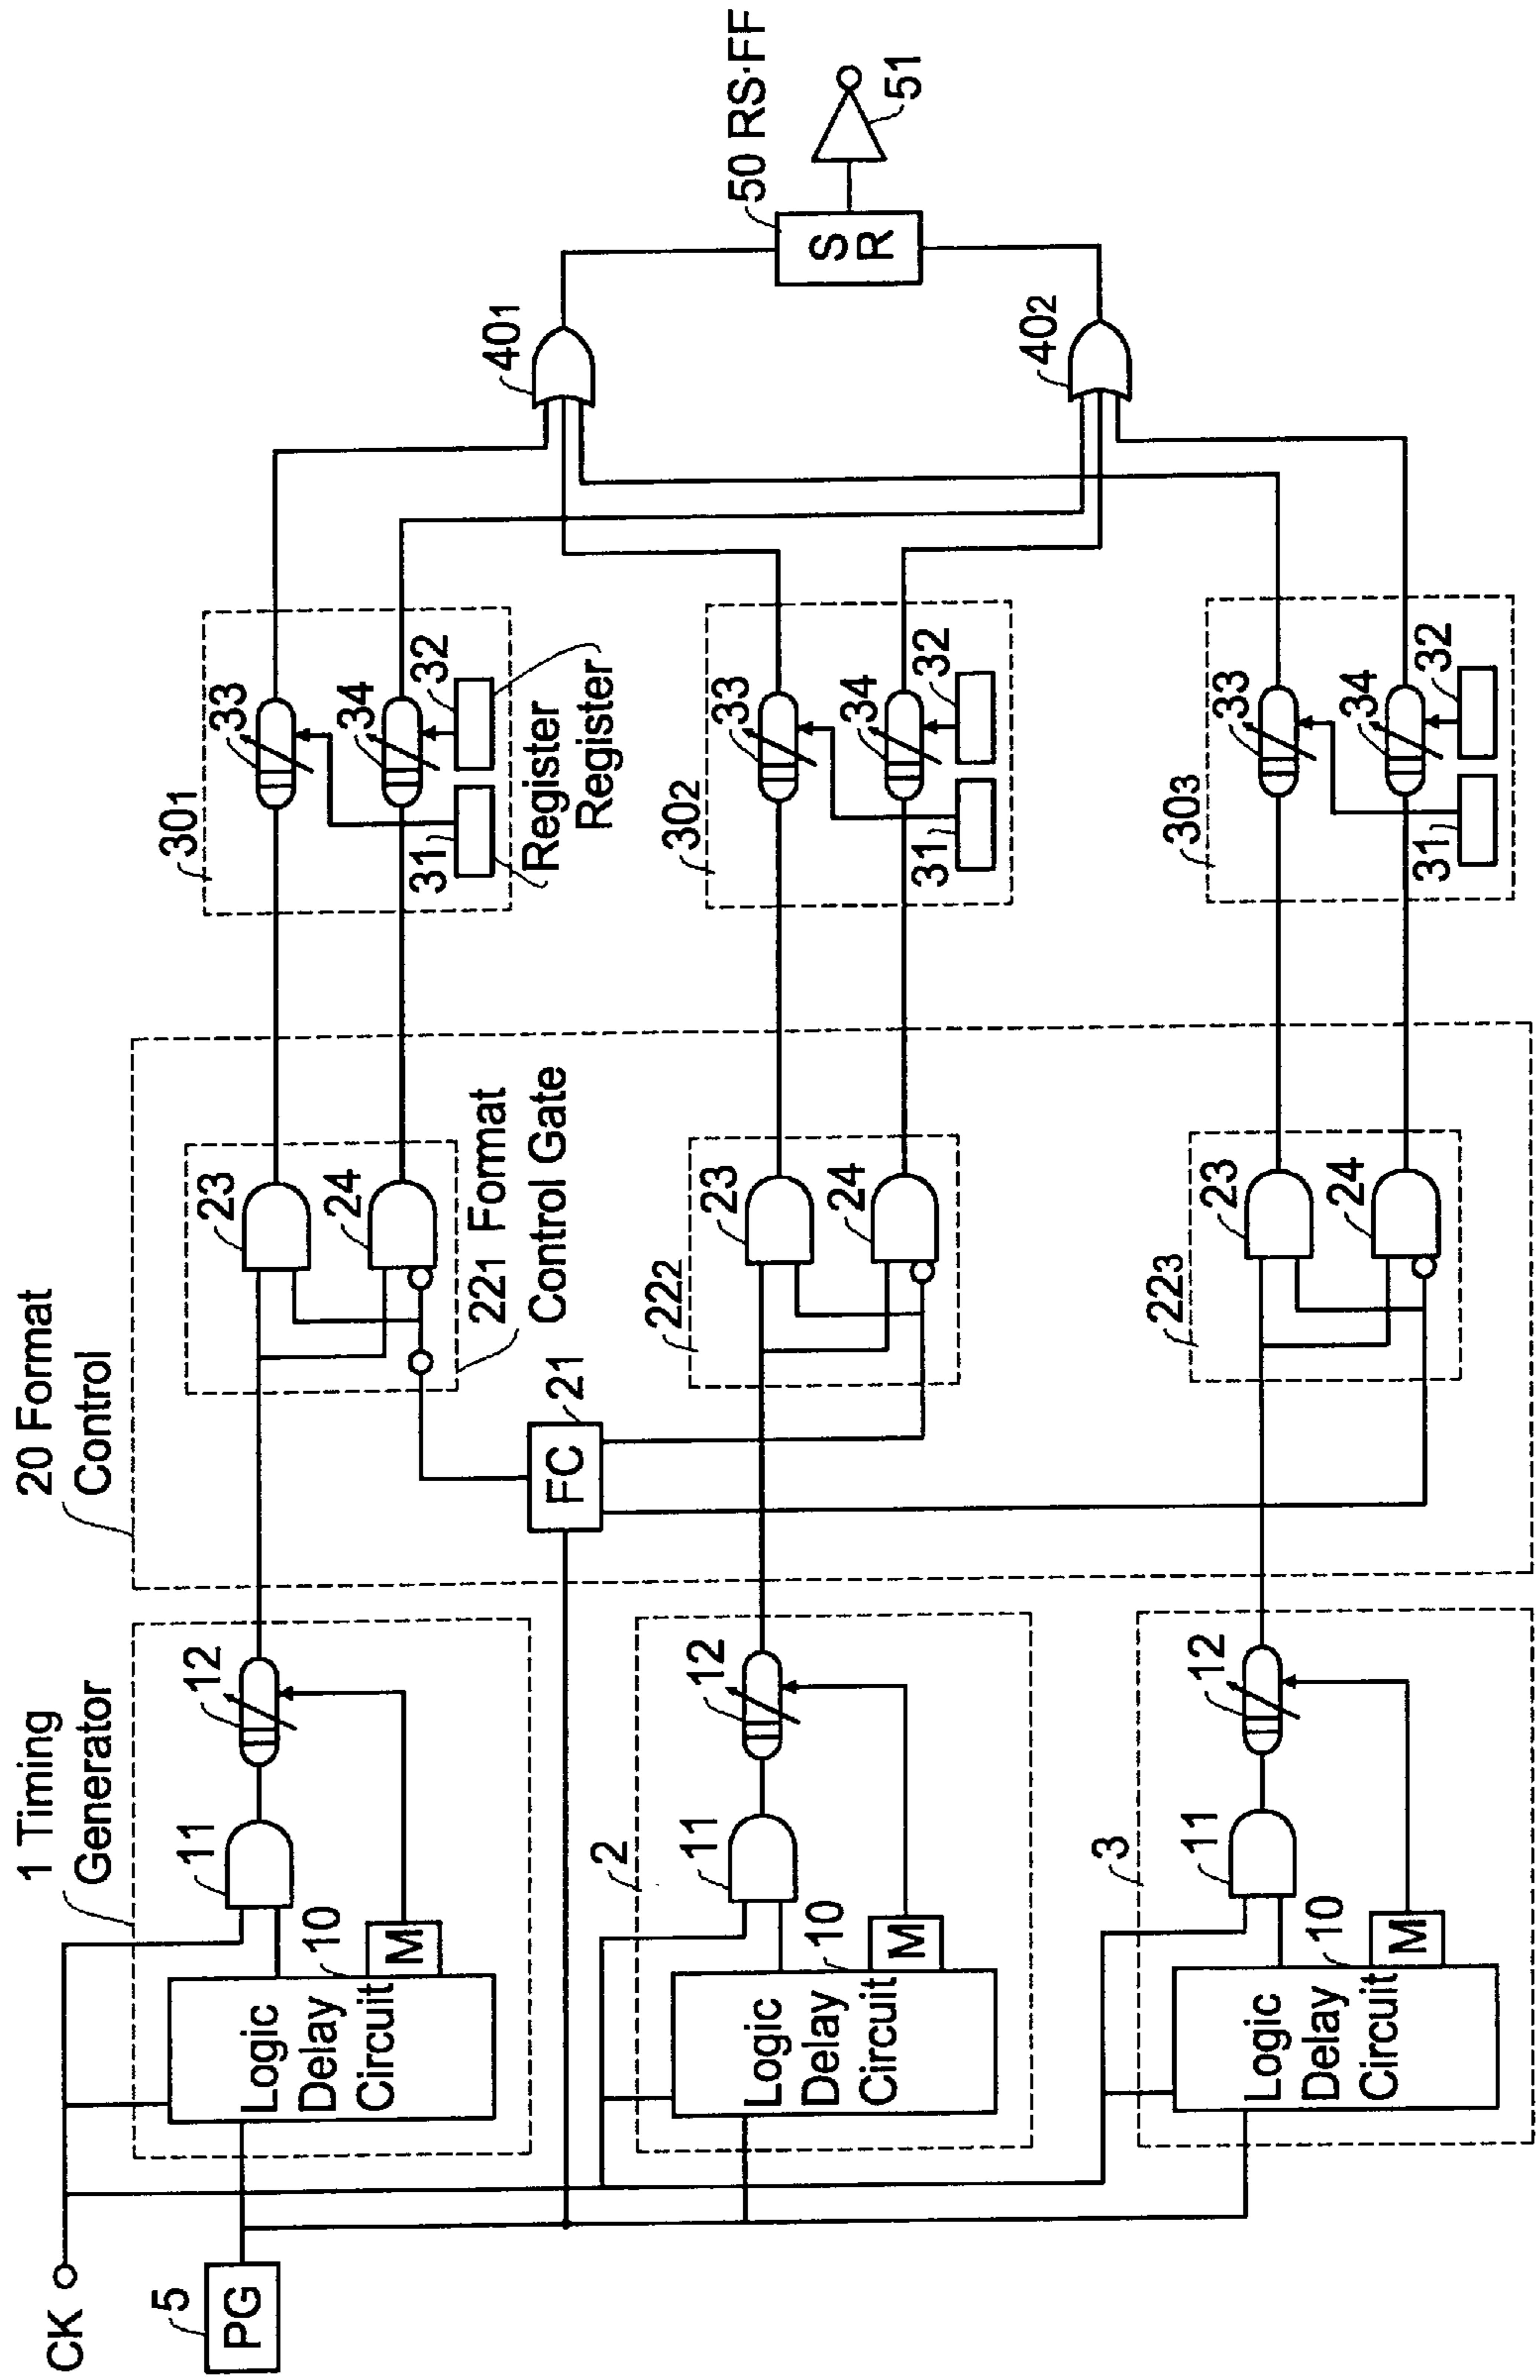 CK
5
PG
1 Timing
Generator
10
11
12
Logic
Delay
Circuit
M
2
10
11
12
Logic
Delay
Circuit
M
3
10
11
12
Logic
Delay
Circuit
M
20 Format
Control
FC
21
221 Format
Control Gate
23
24
222
23
24
223
23
24
301
33
34
31
32
Register
Register
302
33
34
31
32
303
33
34
31
32
401
402
50 RS·FF
S
R
51